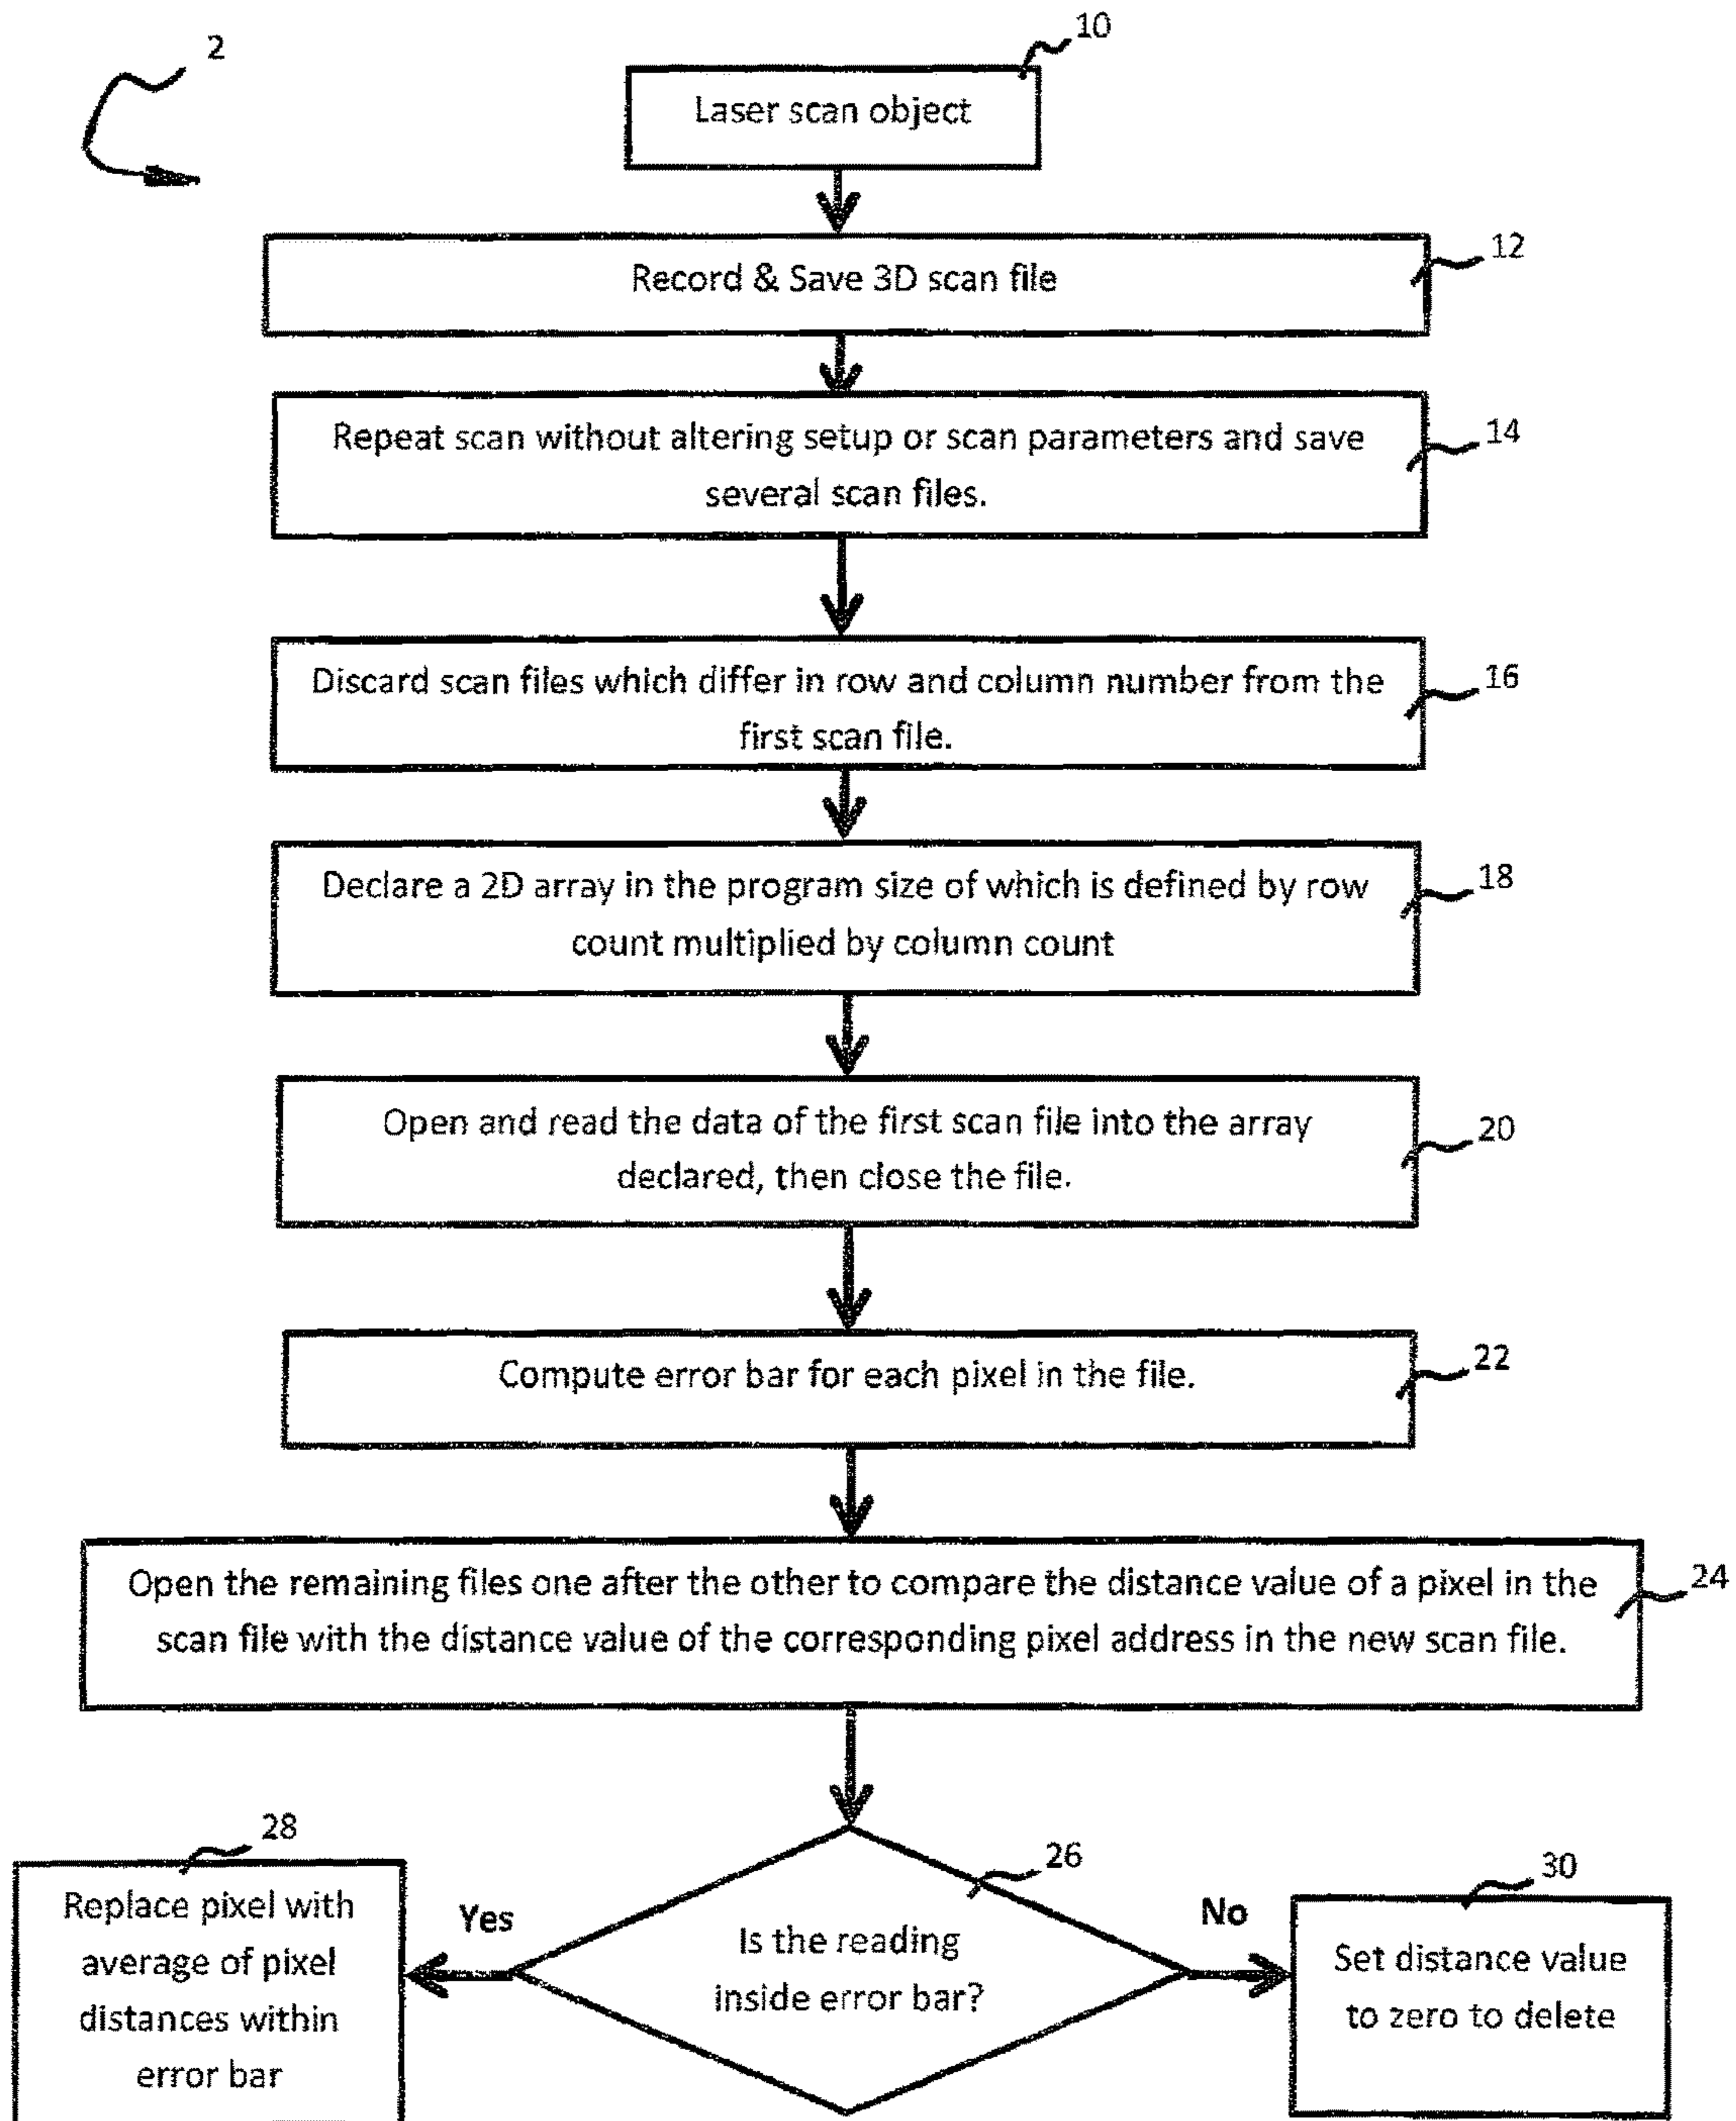 2
10
Laser scan object
12
Record & Save 3D scan file
14
Repeat scan without altering setup or scan parameters and save
several scan files.
16
Discard scan files which differ in row and column number from the
first scan file.
18
Declare a 2D array in the program size of which is defined by row
count multiplied by column count
20
Open and read the data of the first scan file into the array
declared, then close the file.
22
Compute error bar for each pixel in the file.
24
Open the remaining files one after the other to compare the distance value of a pixel in the
scan file with the distance value of the corresponding pixel address in the new scan file.
28
Replace pixel with
average of pixel
distances within
error bar
Yes
26
Is the reading
inside error bar?
No
30
Set distance value
to zero to delete